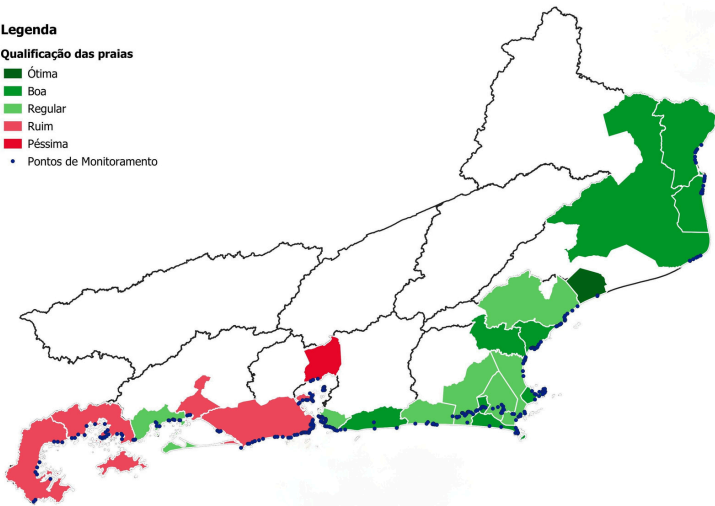 Legenda
Qualificação das praias
Ótima
Boa
Regular
Ruim
Péssima
Pontos de Monitoramento